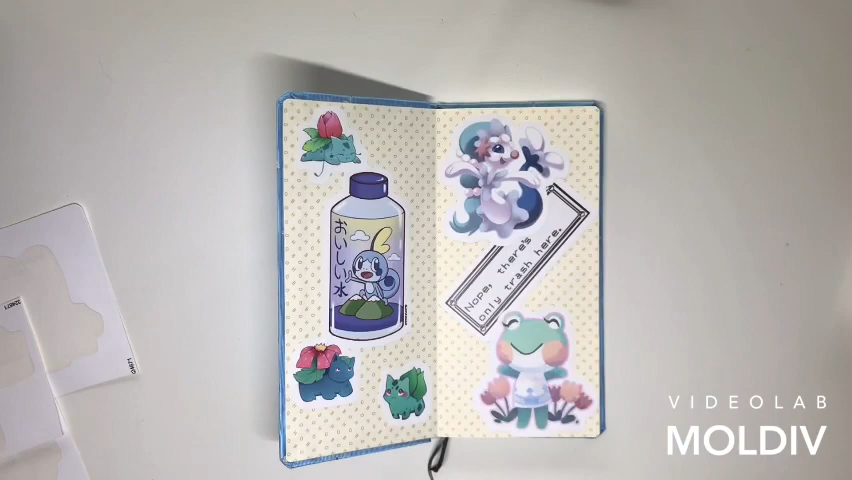 おいしい水
Nope, there's
only trash here.
VIDEOLAB
MOLDIV